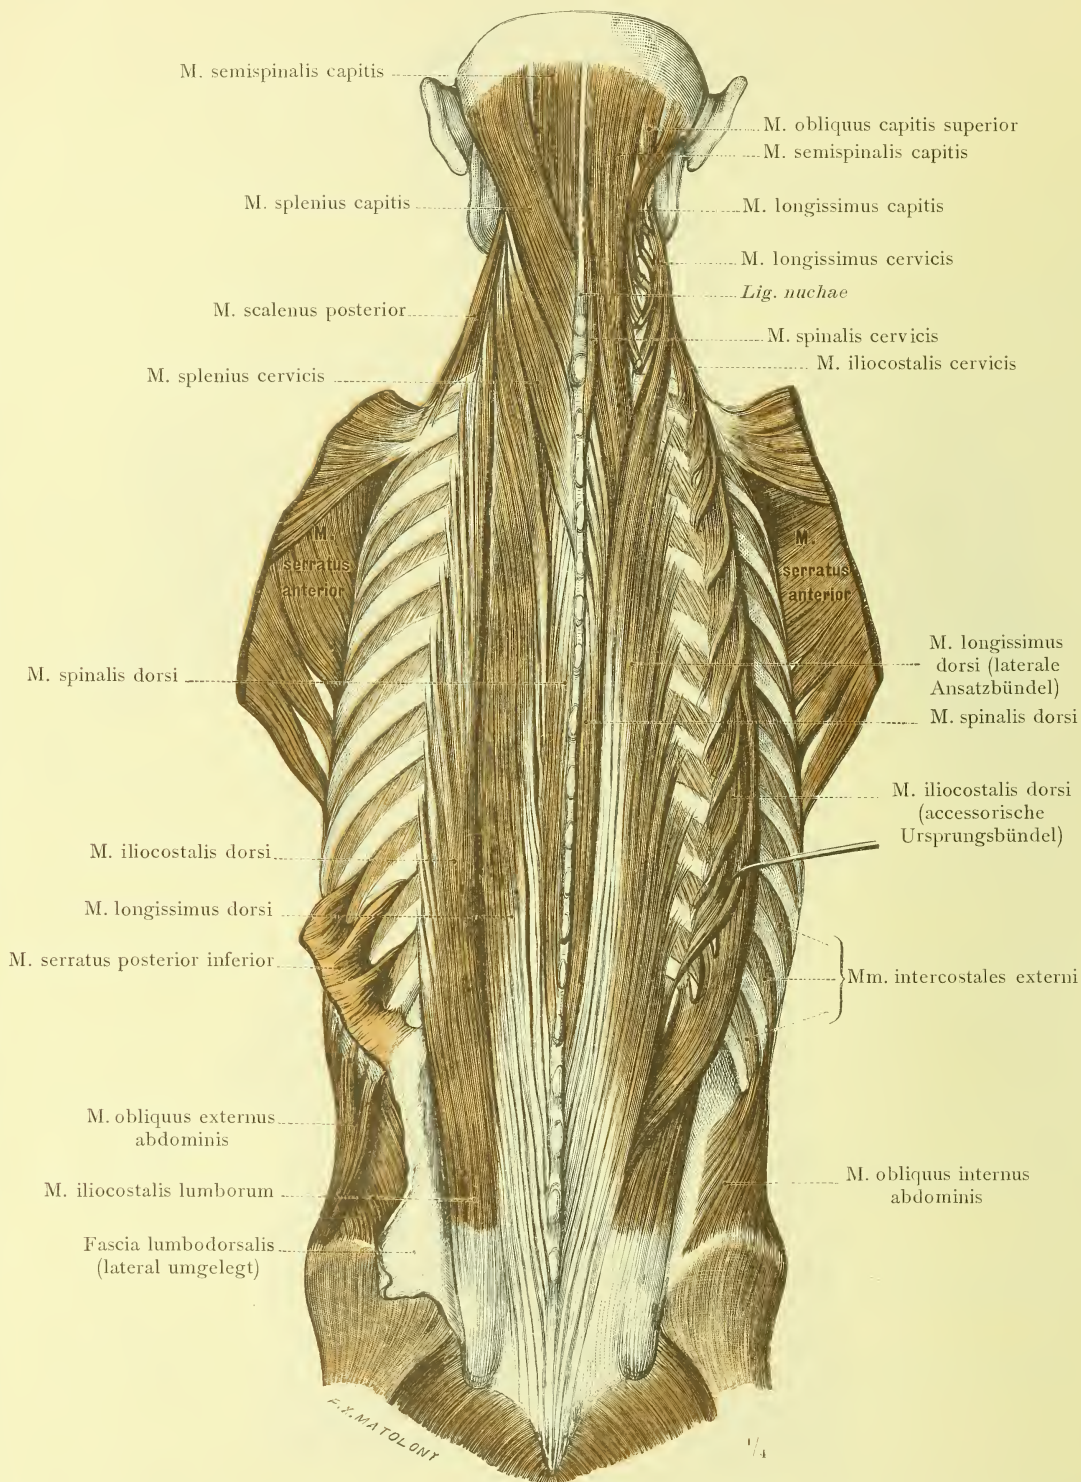 M. semispinalis capitis
M. splenius capitis
M. scalenus posterior
M. splenius cervicis
M.
serratus
anterior
M. spinalis dorsi
M. iliocostalis dorsi
M. longissimus dorsi
M. serratus posterior inferior
M. obliquus externus
abdominis
M. iliocostalis lumborum
Fascia lumbodorsalis
(lateral umgelegt)
M. obliquus capitis superior
M. semispinalis capitis
M. longissimus capitis
M. longissimus cervicis
Lig. nuchae
M. spinalis cervicis
M. iliocostalis cervicis
M.
serratus
anterior
M. longissimus
dorsi (laterale
Ansatzbündel)
M. spinalis dorsi
M. iliocostalis dorsi
(accessorische
Ursprungsbündel)
Mm. intercostales externi
M. obliquus internus
abdominis
F.X.MATOLONY
1/4